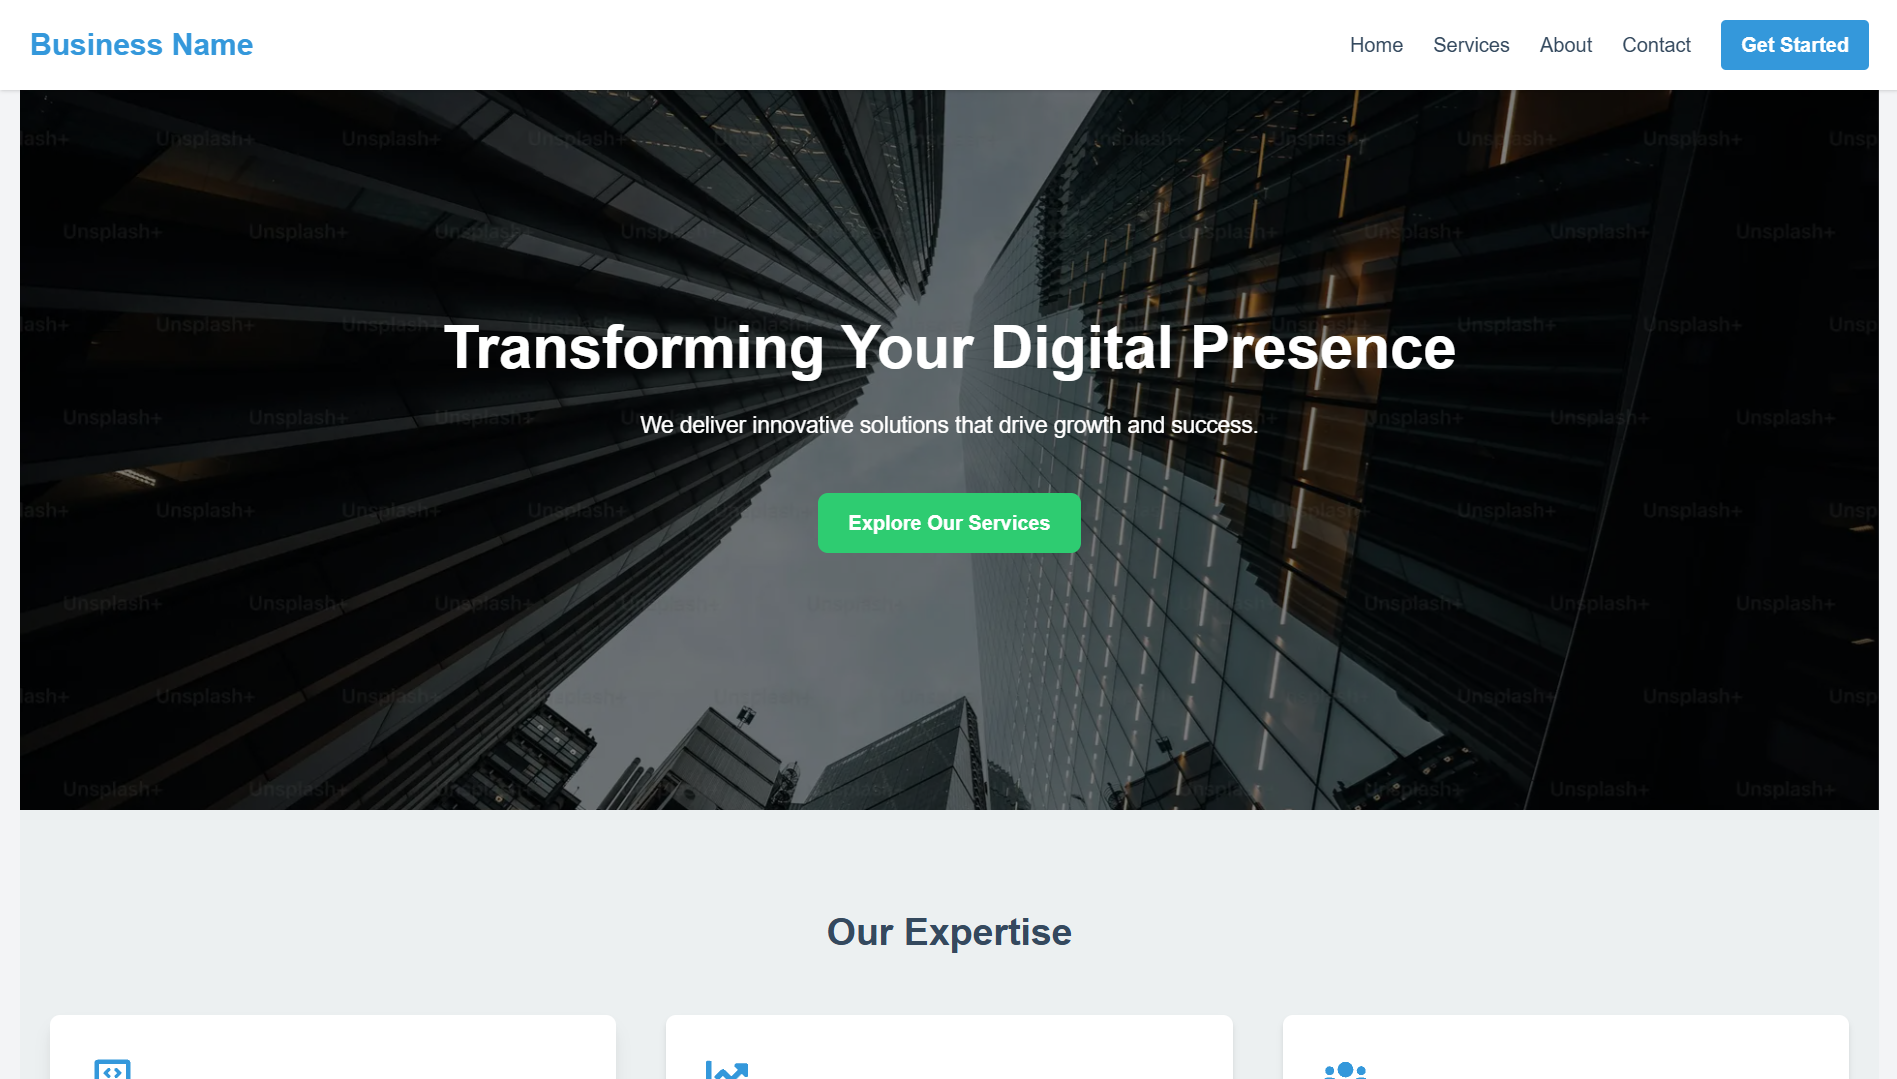 Business Name
Home
Services
About
Contact
Get Started
Unsplash+
Transforming Your Digital Presence
We deliver innovative solutions that drive growth and success.
Explore Our Services
Our Expertise